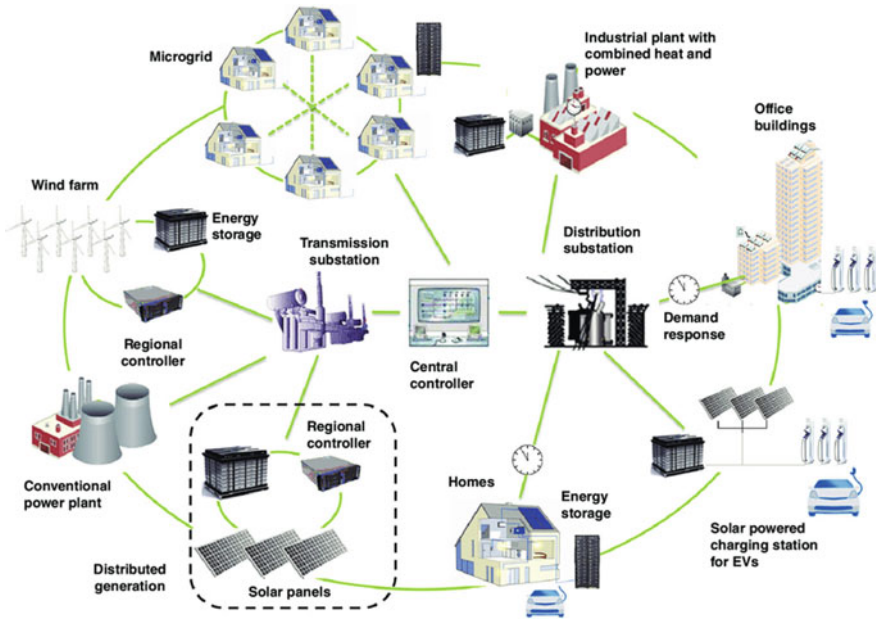 Microgrid
Industrial plant with
combined heat and
power
Office
buildings
Wind farm
Energy
storage
Transmission
substation
Distribution
substation
Regional
controller
Central
controller
Demand
response
Conventional
power plant
Regional
controller
Homes
Energy
storage
Solar powered
charging station
for EVs
Distributed
generation
Solar panels